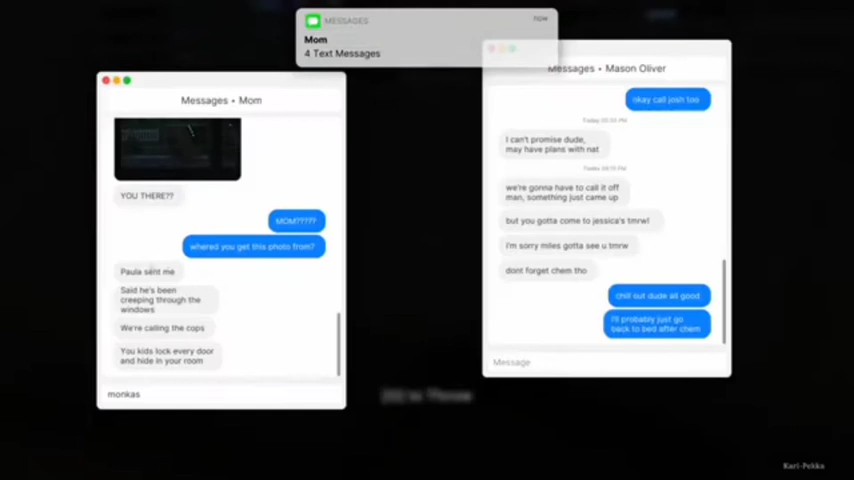 MESSAGES
now
Mom
4 Text Messages
Messages • Mom
YOU THERE??
MOM?????
whered you get this photo from?
Paula sent me
Said he's been
creeping through the
windows
We're calling the cops
You kids lock every door
and hide in your room
monkas
Messages • Mason Oliver
okay call josh too
I can't promise dude,
may have plans with nat
we're gonna have to call it off
man, something just came up
but you gotta come to jessica's tmrw!
I'm sorry miles gotta see u tmrw
dont forget chem tho
chill out dude all good
I'll probably just go
back to bed after chem
Message
to Throw
Kari-Pekka